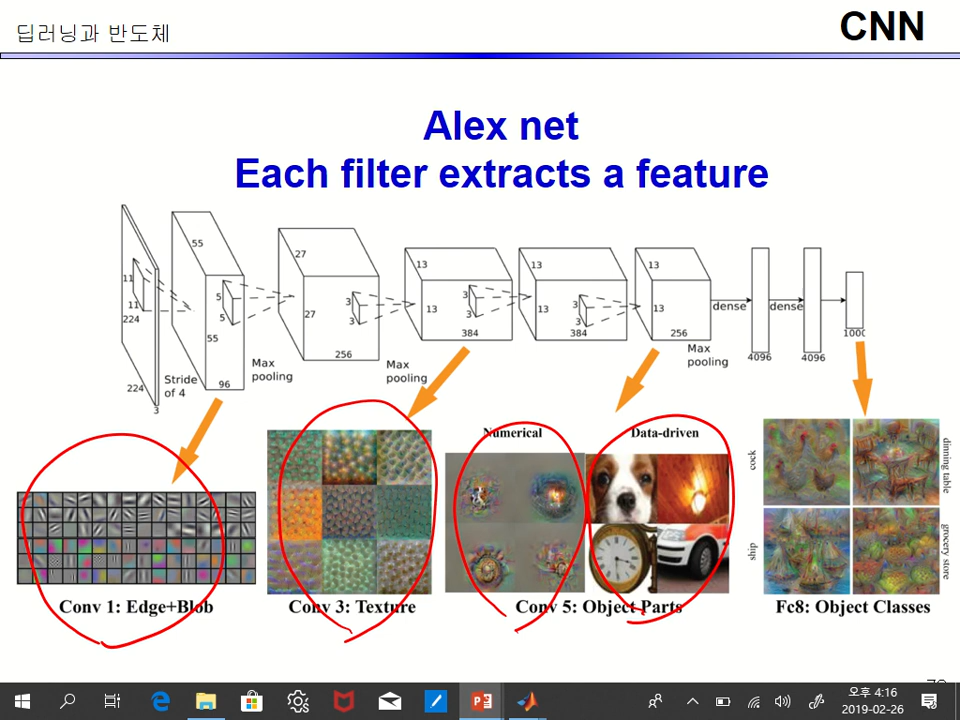 딥러닝과 반도체
CNN
Alex net
Each filter extracts a feature
11
11
224
224
3
Stride
of 4
55
55
96
5
5
Max
pooling
27
27
256
3
3
Max
pooling
13
13
384
3
3
13
384
3
3
13
13
256
Max
pooling
dense
4096
dense
4096
1000
Conv 1: Edge+Blob
Conv 3: Texture
Numerical
Data-driven
Conv 5: Object Parts
cock
ship
dinning table
grocery store
Fc8: Object Classes
오후 4:16
2019-02-26